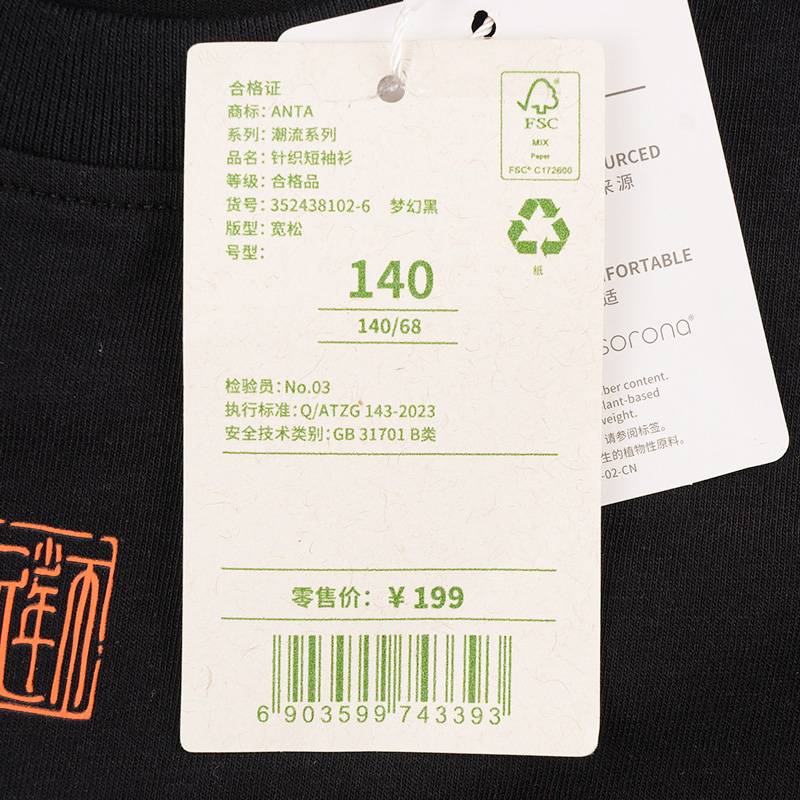 合格证
商标：ANTA
系列：潮流系列
品名：针织短袖衫
等级：合格品
货号：352438102-6 梦幻黑
版型：宽松
号型：
140
140/68
FSC
MIX
Paper
FSC® C172600
纸
检验员：No.03
执行标准：Q/ATZG 143-2023
安全技术类别：GB 31701 B类
零售价：¥ 199
6 903599 743393
URCED
来源
FORTABLE
适
sorona®
ber content.
lant-based
weight.
请参阅标签。
生的植物性原料。
-02-CN